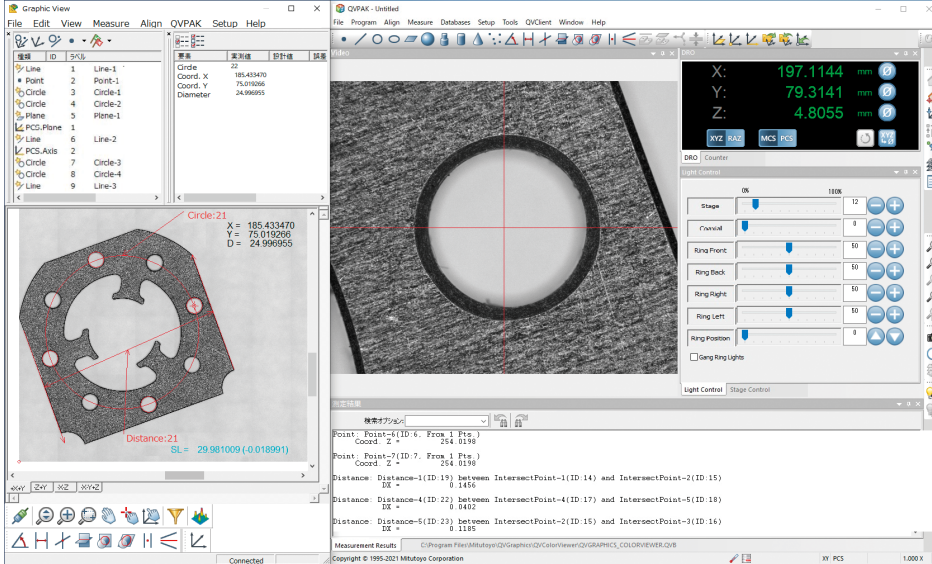 Graphic View
File Edit View Measure Align QVPAK Setup Help
種類 ID ラベル
Line 1 Line-1
Point 2 Point-1
Circle 3 Circle-1
Circle 4 Circle-2
Plane 5 Plane-1
PCS.Plane 1
Line 6 Line-2
PCS.Axis 2
Circle 7 Circle-3
Circle 8 Circle-4
Line 9 Line-3
要素 実測値 設計値 誤差
Circle 22
Coord. X 185.433470
Coord. Y 75.019266
Diameter 24.996955
Circle:21
X = 185.433470
Y = 75.019266
D = 24.996955
Distance:21
SL = 29.981009 (-0.018991)
Connected
QVPAK - Untitled
File Program Align Measure Databases Setup Tools QVClient Window Help
Video
DRO
X: 197.1144 mm
Y: 79.3141 mm
Z: 4.8055 mm
XYZ RAZ MCS PCS
DRO Counter
Light Control
0% 100%
Stage 12
Coaxial 0
Ring Front 50
Ring Back 50
Ring Right 50
Ring Left 50
Ring Position 0
Gang Ring Lights
Light Control Stage Control
測定結果
検索オプション:
Point: Point-6(ID:6, From 1 Pts.)
Coord. Z = 254.0198
Point: Point-7(ID:7, From 1 Pts.)
Coord. Z = 254.0198
Distance: Distance-1(ID:19) between IntersectPoint-1(ID:14) and IntersectPoint-2(ID:15)
DX = 0.1456
Distance: Distance-4(ID:22) between IntersectPoint-4(ID:17) and IntersectPoint-5(ID:18)
DX = 0.0402
Distance: Distance-5(ID:23) between IntersectPoint-2(ID:15) and IntersectPoint-3(ID:16)
DX = 0.1185
Measurement Results C:\Program Files\Mitutoyo\QVGraphics\QVColorViewer\QVGRAPHICS_COLORVIEWER.QVB
Copyright © 1995-2021 Mitutoyo Corporation XY PCS 1.000 X